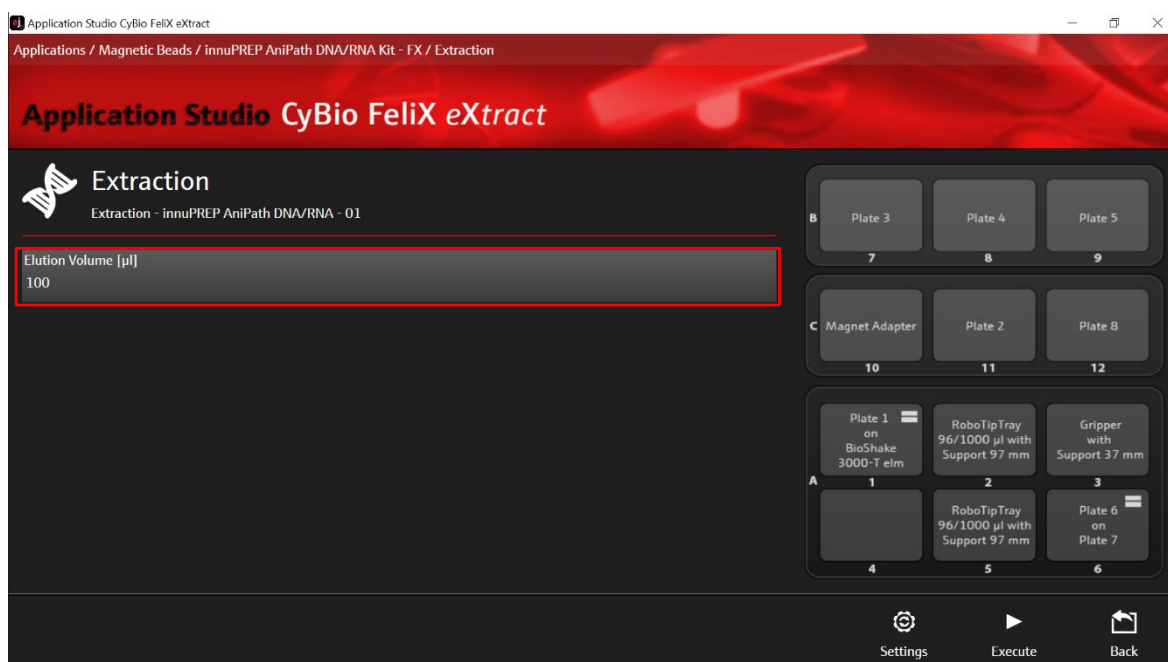 Application Studio CyBio FeliX eXtract
Applications / Magnetic Beads / innuPREP AniPath DNA/RNA Kit - FX / Extraction
Application Studio CyBio FeliX eXtract
Extraction
Extraction - innuPREP AniPath DNA/RNA - 01
Elution Volume [µl]
100
B
Plate 3
7
Plate 4
8
Plate 5
9
C
Magnet Adapter
10
Plate 2
11
Plate 8
12
A
Plate 1
on
BioShake
3000-T elm
1
RoboTipTray
96/1000 µl with
Support 97 mm
2
Gripper
with
Support 37 mm
3
4
RoboTipTray
96/1000 µl with
Support 97 mm
5
Plate 6
on
Plate 7
6
Settings
Execute
Back